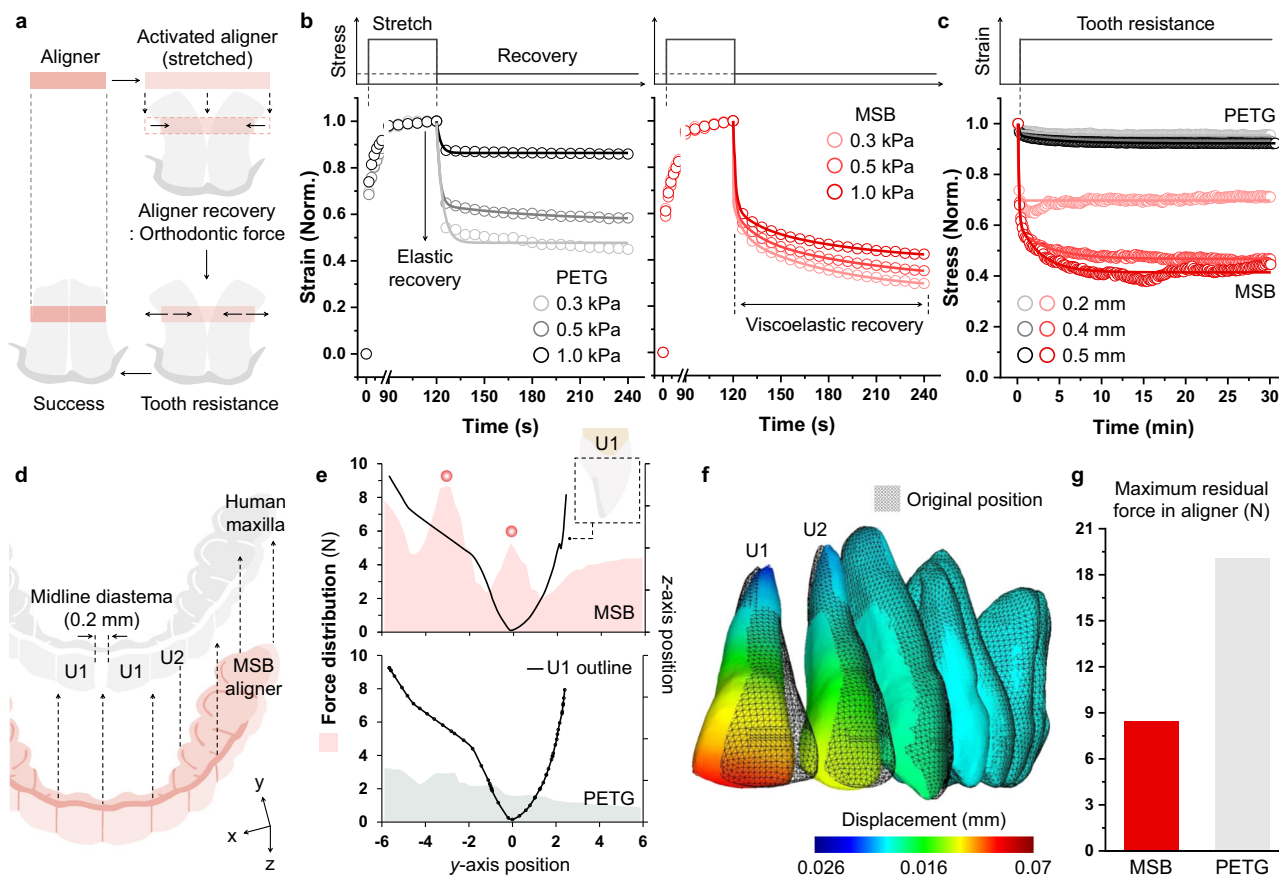 a
Aligner
Activated aligner
(stretched)
Aligner recovery
: Orthodontic force
Success
Tooth resistance
b
Stress
Stretch
Recovery
Strain (Norm.)
1.0
0.8
0.6
0.4
0.2
0.0
Elastic
recovery
PETG
0.3 kPa
0.5 kPa
1.0 kPa
0 90 120 150 180 210 240
Time (s)
MSB
0.3 kPa
0.5 kPa
1.0 kPa
Viscoelastic recovery
0 90 120 150 180 210 240
Time (s)
c
Strain
Tooth resistance
Stress (Norm.)
1.0
0.8
0.6
0.4
0.2
0.0
PETG
MSB
0.2 mm
0.4 mm
0.5 mm
0 5 10 15 20 25 30
Time (min)
d
Human
maxilla
Midline diastema
(0.2 mm)
U1
U1
U2
MSB
aligner
y
x
z
e
U1
Force distribution (N)
10
8
6
4
2
0
MSB
z-axis position
10
8
6
4
2
0
U1 outline
PETG
-6 -4 -2 0 2 4 6
y-axis position
f
Original position
U1
U2
Displacement (mm)
0.026
0.016
0.07
g
Maximum residual
force in aligner (N)
21
18
15
12
9
6
3
0
MSB
PETG